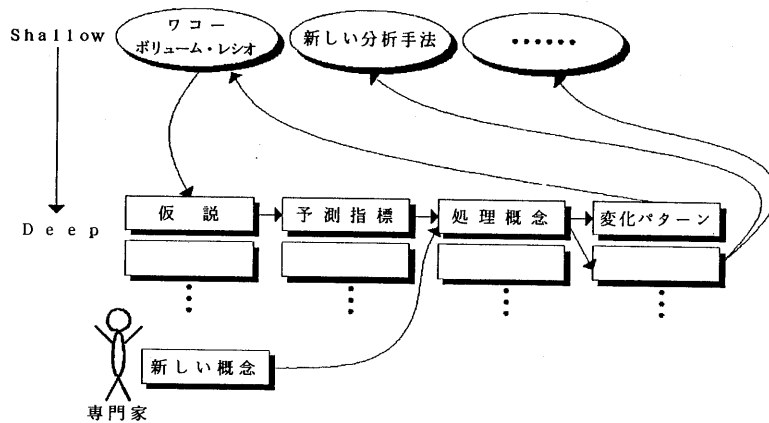 Shallow
ワコー
ボリューム・レシオ
新しい分析手法
・・・・・・
Deep
仮説
予測指標
処理概念
変化パターン
新しい概念
専門家